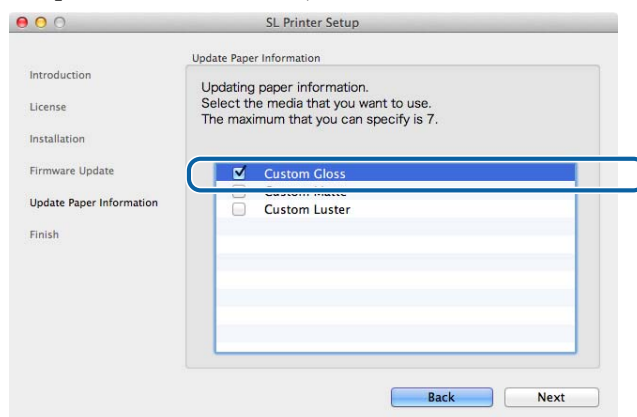 SL Printer Setup
Update Paper Information
Introduction
License
Installation
Firmware Update
Update Paper Information
Finish
Updating paper information.
Select the media that you want to use.
The maximum that you can specify is 7.
Custom Gloss
Custom Matte
Custom Luster
Back
Next